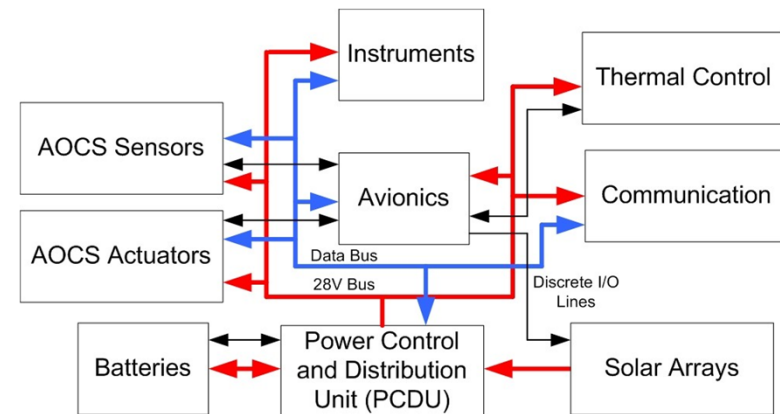 Instruments
Thermal Control
AOCS Sensors
Avionics
Communication
AOCS Actuators
Data Bus
28V Bus
Discrete I/O
Lines
Batteries
Power Control
and Distribution
Unit (PCDU)
Solar Arrays